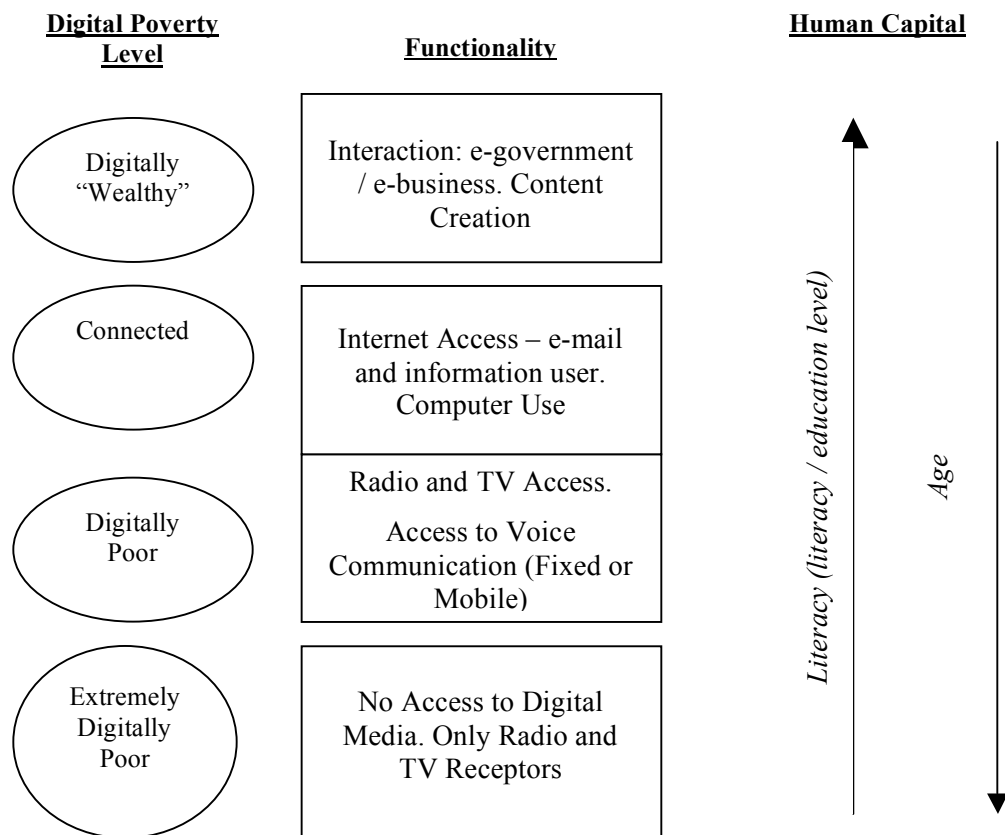 Digital Poverty
Level
Functionality
Human Capital
Digitally
“Wealthy”
Interaction: e-government
/ e-business. Content
Creation
Connected
Internet Access – e-mail
and information user.
Computer Use
Digitally
Poor
Radio and TV Access.
Access to Voice
Communication (Fixed or
Mobile)
Extremely
Digitally
Poor
No Access to Digital
Media. Only Radio and
TV Receptors
Literacy (literacy / education level)
Age